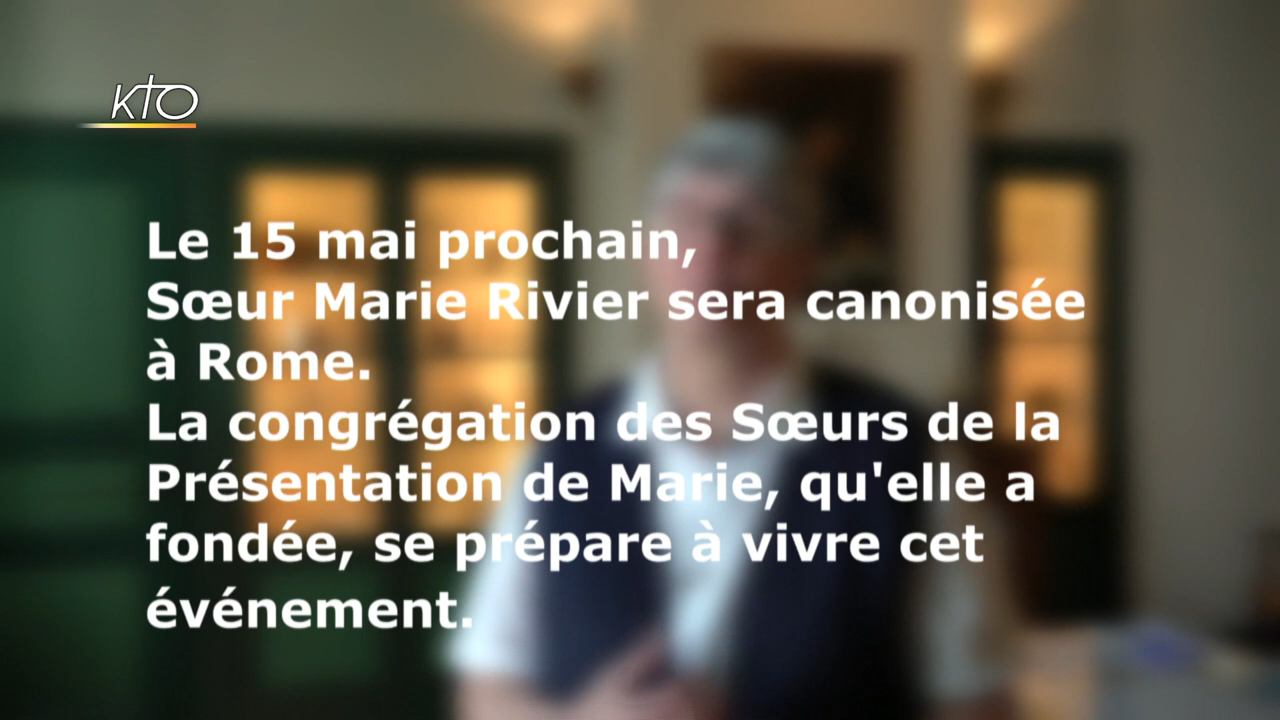 KTO
Le 15 mai prochain,
Sœur Marie Rivier sera canonisée
à Rome.
La congrégation des Sœurs de la
Présentation de Marie, qu'elle a
fondée, se prépare à vivre cet
événement.